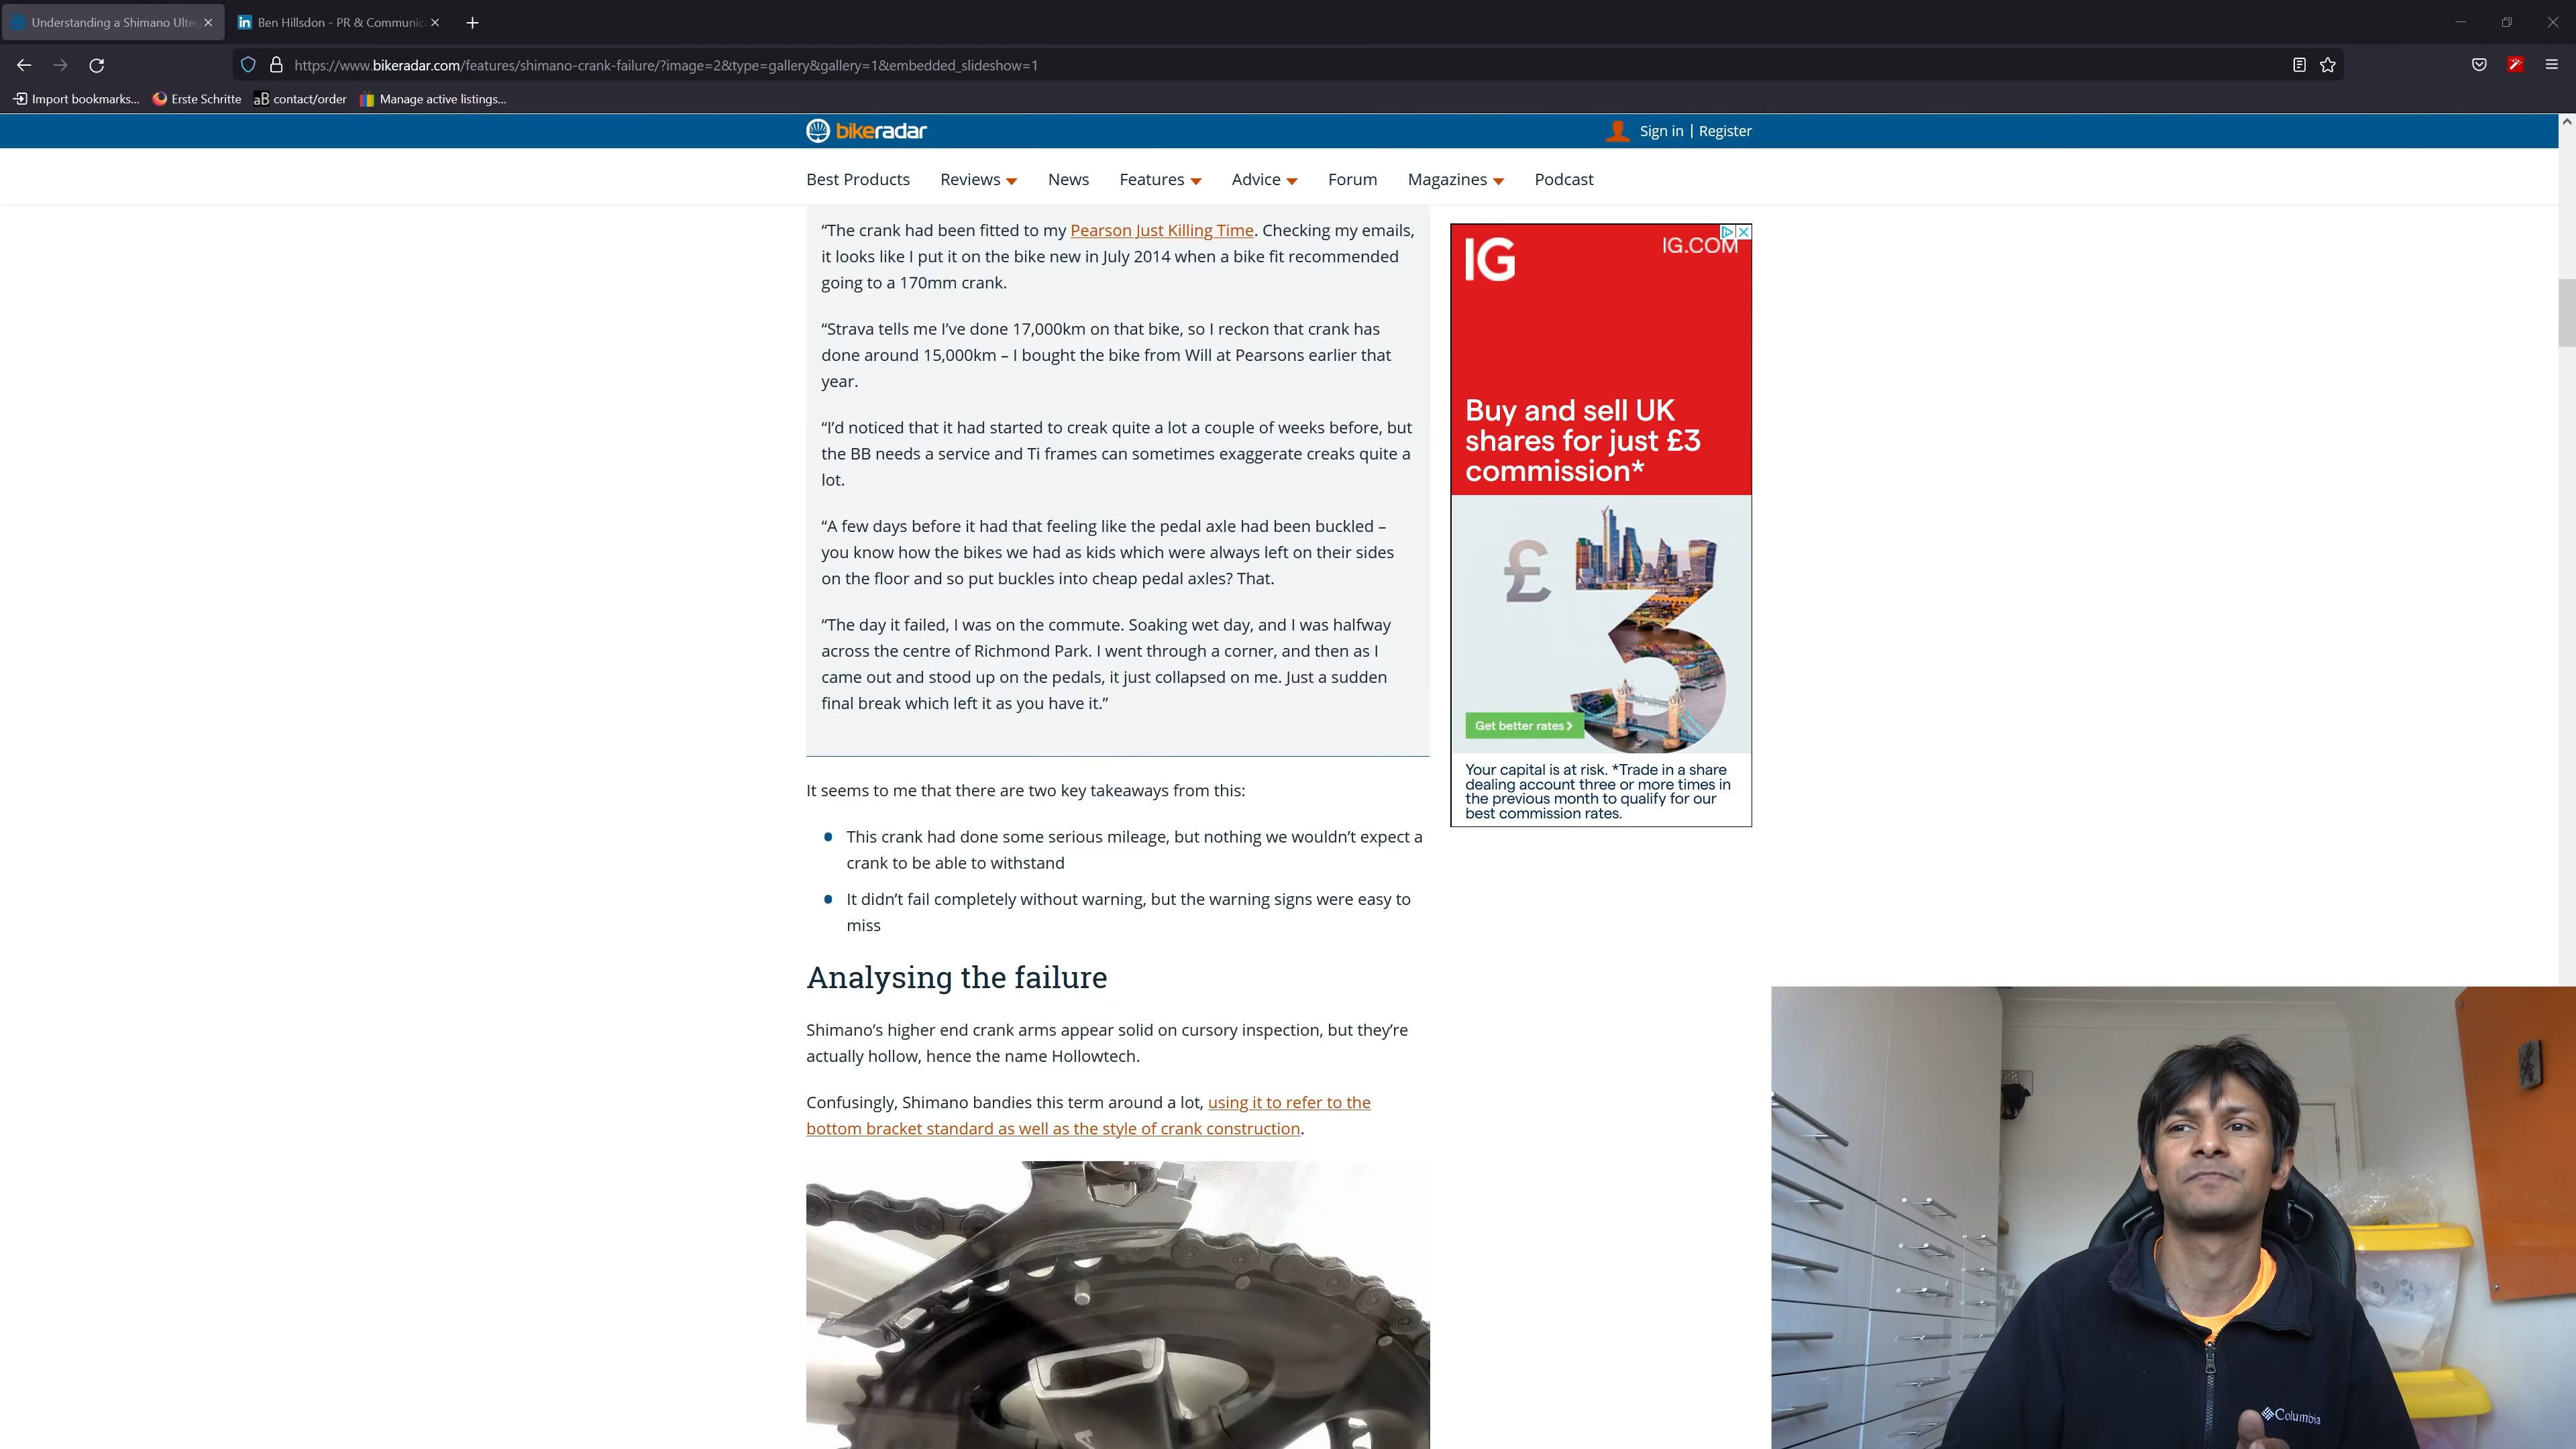 Understanding a Shimano Ulteg
Ben Hillsdon - PR & Communic
https://www.bikeradar.com/features/shimano-crank-failure/?image=2&type=gallery&gallery=1&embedded_slideshow=1
Import bookmarks... Erste Schritte aB contact/order Manage active listings...
bikeradar
Sign in | Register
Best Products Reviews News Features Advice Forum Magazines Podcast
“The crank had been fitted to my Pearson Just Killing Time. Checking my emails,
it looks like I put it on the bike new in July 2014 when a bike fit recommended
going to a 170mm crank.
“Strava tells me I’ve done 17,000km on that bike, so I reckon that crank has
done around 15,000km – I bought the bike from Will at Pearsons earlier that
year.
“I’d noticed that it had started to creak quite a lot a couple of weeks before, but
the BB needs a service and Ti frames can sometimes exaggerate creaks quite a
lot.
“A few days before it had that feeling like the pedal axle had been buckled –
you know how the bikes we had as kids which were always left on their sides
on the floor and so put buckles into cheap pedal axles? That.
“The day it failed, I was on the commute. Soaking wet day, and I was halfway
across the centre of Richmond Park. I went through a corner, and then as I
came out and stood up on the pedals, it just collapsed on me. Just a sudden
final break which left it as you have it.”
It seems to me that there are two key takeaways from this:
This crank had done some serious mileage, but nothing we wouldn’t expect a
crank to be able to withstand
It didn’t fail completely without warning, but the warning signs were easy to
miss
Analysing the failure
Shimano’s higher end crank arms appear solid on cursory inspection, but they’re
actually hollow, hence the name Hollowtech.
Confusingly, Shimano bandies this term around a lot, using it to refer to the
bottom bracket standard as well as the style of crank construction.
IG
IG.COM
Buy and sell UK
shares for just £3
commission*
£3
Get better rates
Your capital is at risk. *Trade in a share
dealing account three or more times in
the previous month to qualify for our
best commission rates.
Columbia